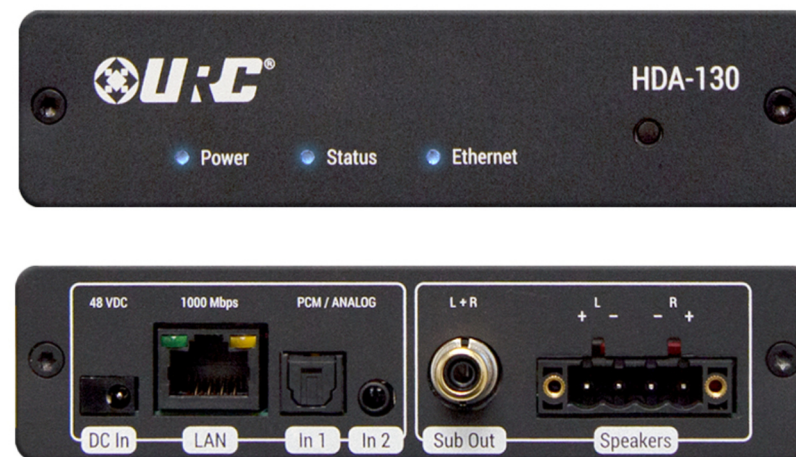 URC®
HDA-130
Power
Status
Ethernet
48 VDC
1000 Mbps
PCM / ANALOG
L + R
L
R
+ − − +
DC In
LAN
In 1
In 2
Sub Out
Speakers